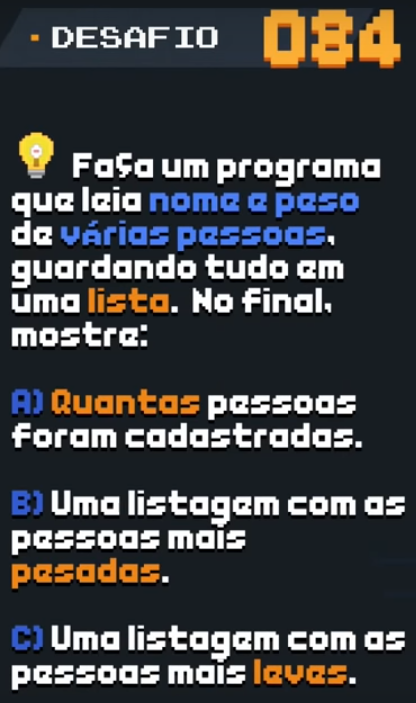 · DESAFIO 084
Faça um programa
que leia nome e peso
de várias pessoas,
guardando tudo em
uma lista. No final,
mostre:
A) Quantas pessoas
foram cadastradas.
B) Uma listagem com as
pessoas mais
pesadas.
C) Uma listagem com as
pessoas mais leves.